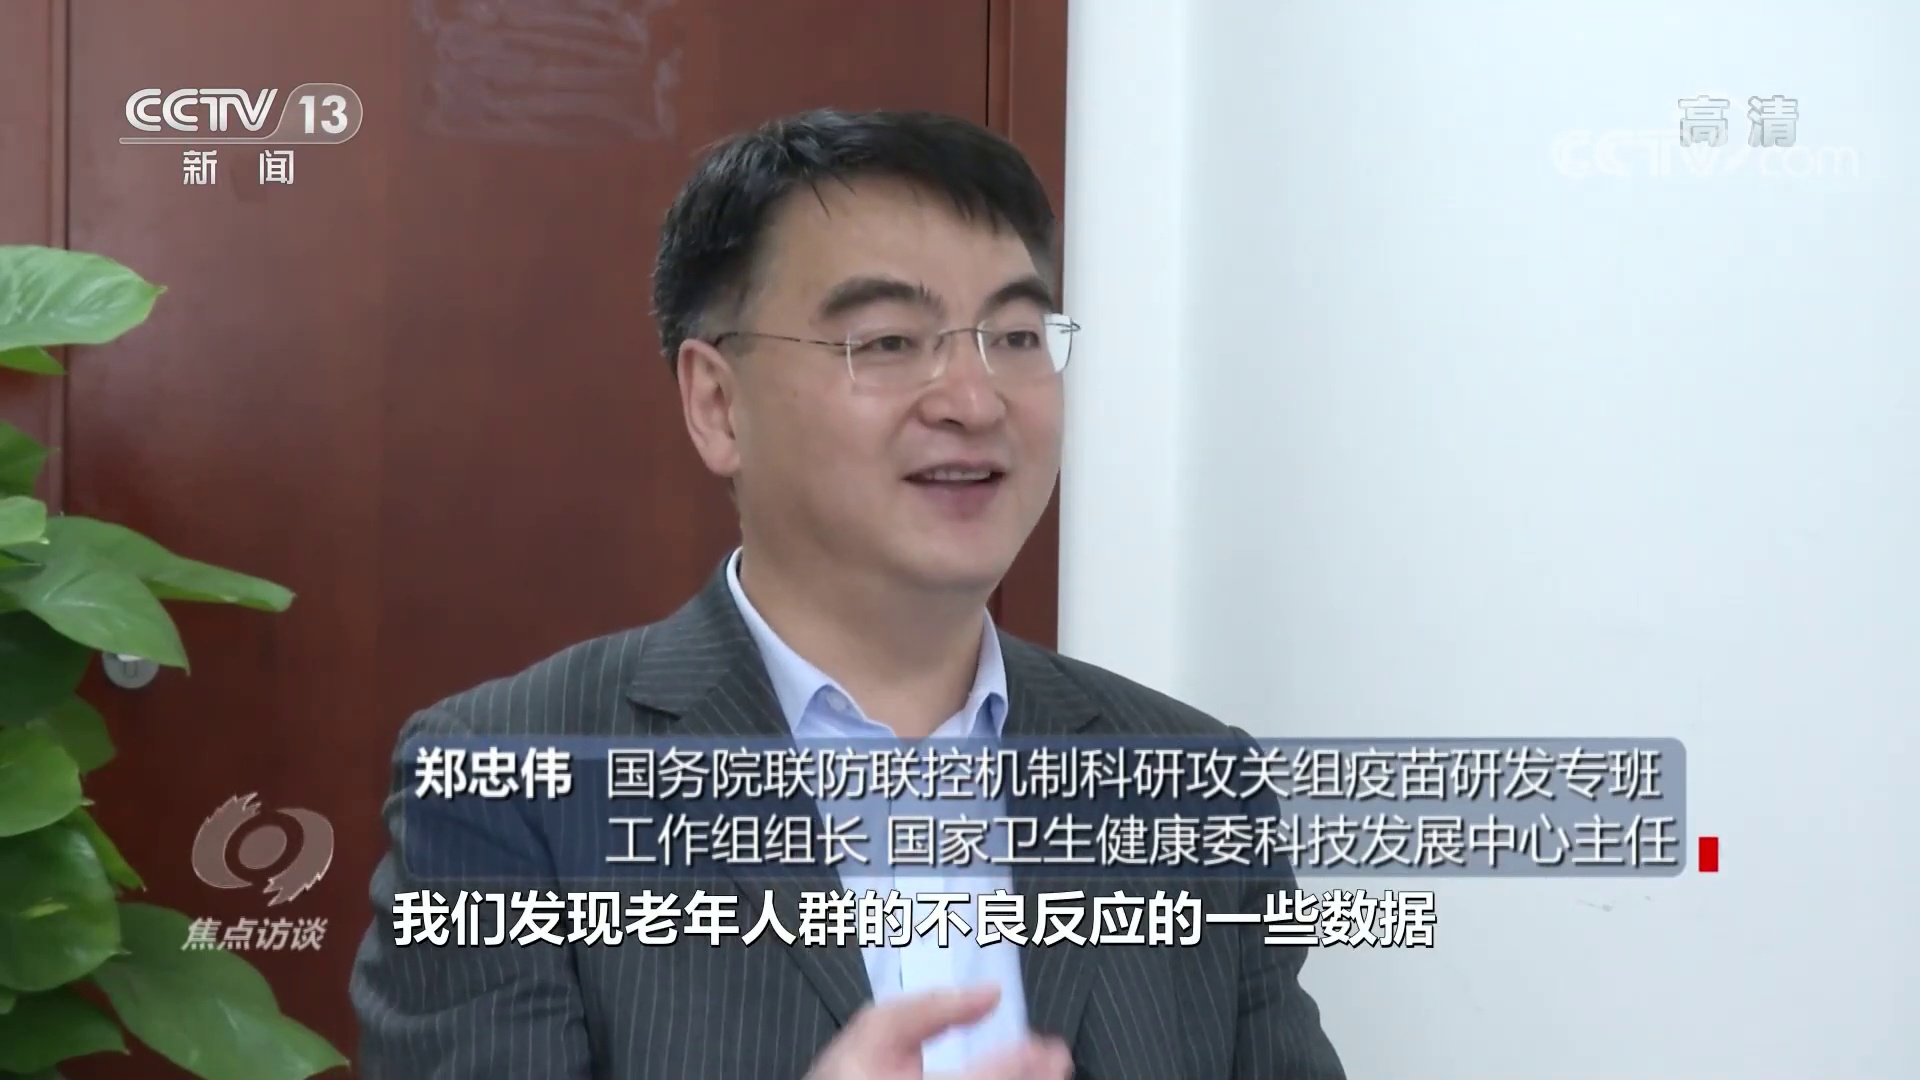 CCTV 13
新闻
高清
CCTV.com
郑忠伟 国务院联防联控机制科研攻关组疫苗研发专班
工作组组长 国家卫生健康委科技发展中心主任
焦点访谈
我们发现老年人群的不良反应的一些数据